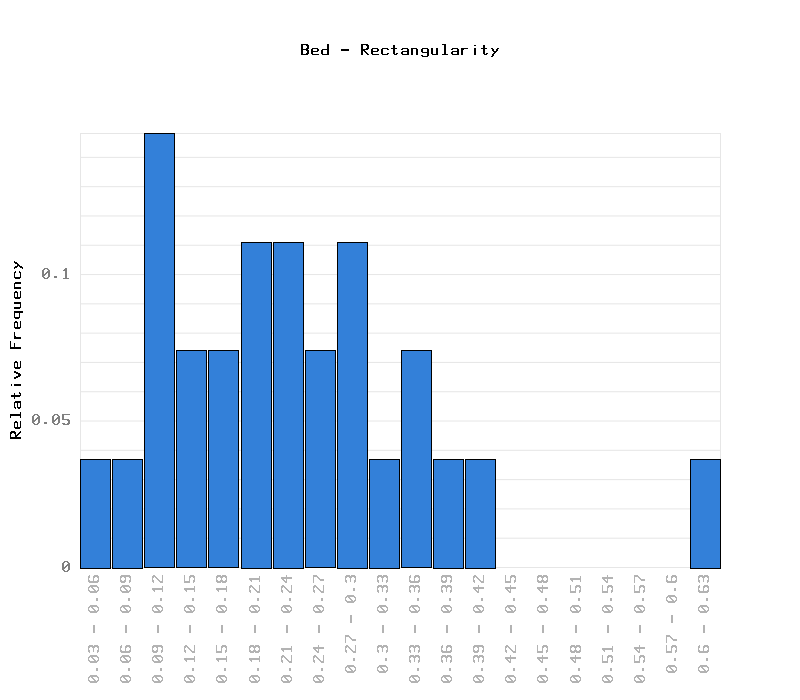 Bed - Rectangularity
Relative Frequency
0.1
0.05
0
0.03 - 0.06
0.06 - 0.09
0.09 - 0.12
0.12 - 0.15
0.15 - 0.18
0.18 - 0.21
0.21 - 0.24
0.24 - 0.27
0.27 - 0.3
0.3 - 0.33
0.33 - 0.36
0.36 - 0.39
0.39 - 0.42
0.42 - 0.45
0.45 - 0.48
0.48 - 0.51
0.51 - 0.54
0.54 - 0.57
0.57 - 0.6
0.6 - 0.63